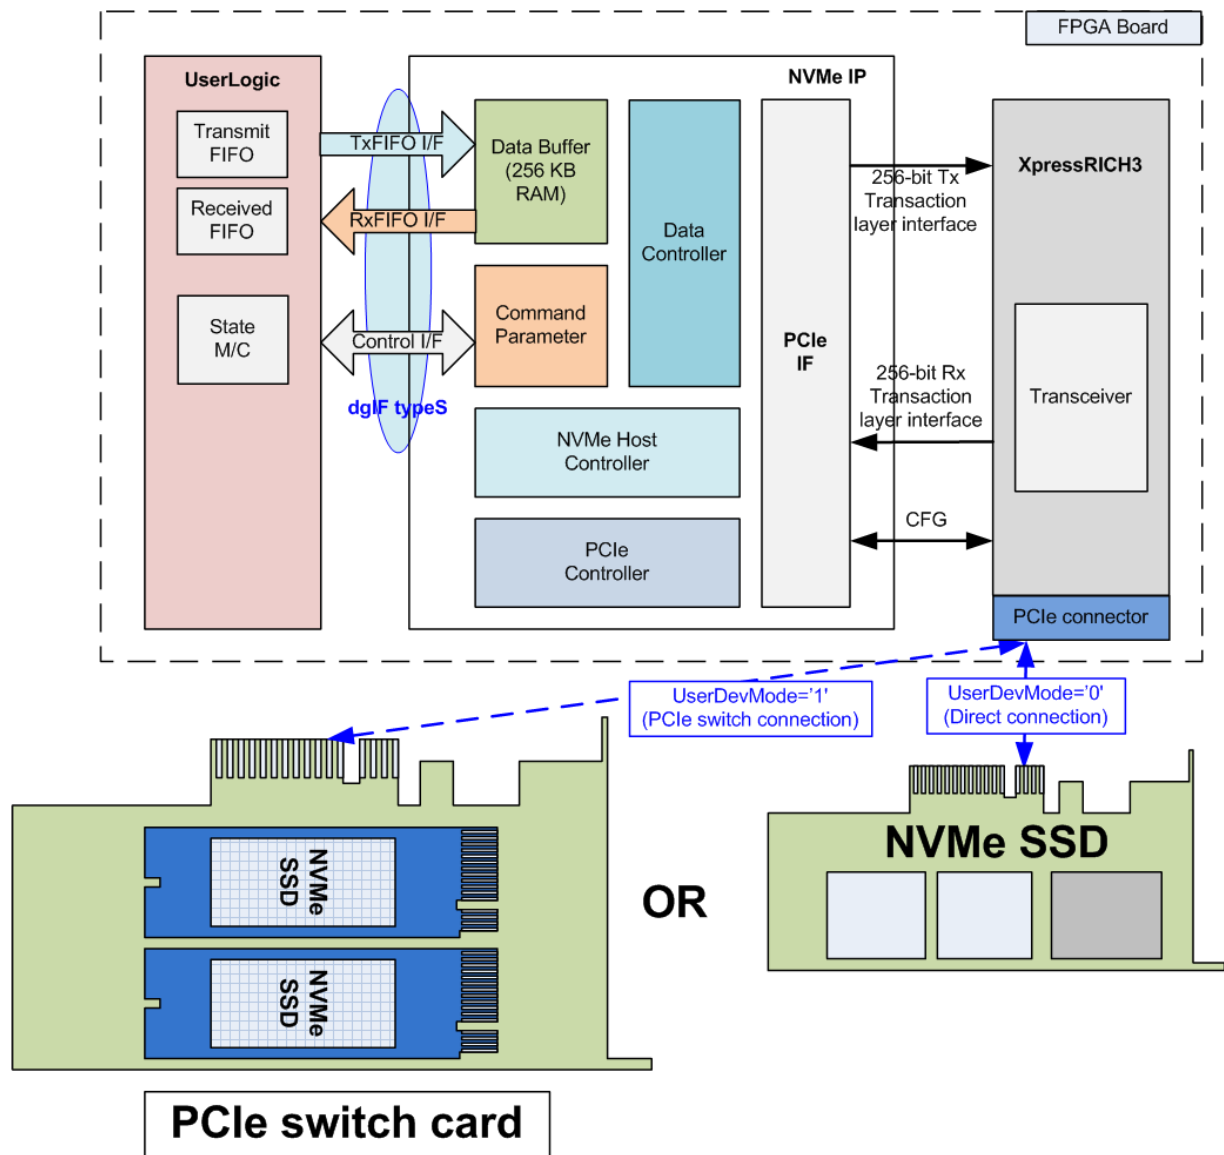 FPGA Board
UserLogic
Transmit
FIFO
Received
FIFO
State
M/C
TxFIFO I/F
RxFIFO I/F
Control I/F
dgIF typeS
NVMe IP
Data Buffer
(256 KB
RAM)
Command
Parameter
Data
Controller
NVMe Host
Controller
PCIe
Controller
PCIe
IF
256-bit Tx
Transaction
layer interface
256-bit Rx
Transaction
layer interface
CFG
XpressRICH3
Transceiver
PCIe connector
UserDevMode='1'
(PCIe switch connection)
UserDevMode='0'
(Direct connection)
NVMe
SSD
NVMe
SSD
OR
NVMe SSD
PCIe switch card